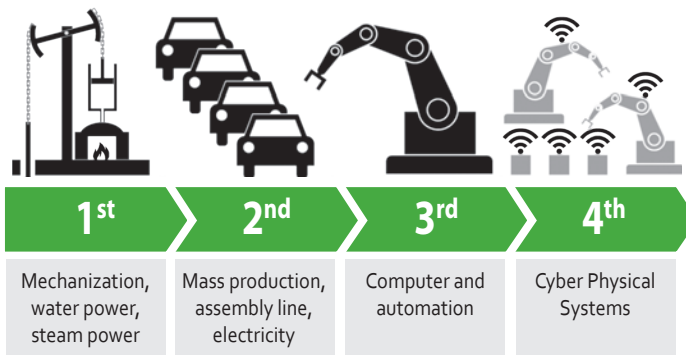 1st
2nd
3rd
4th
Mechanization,
water power,
steam power
Mass production,
assembly line,
electricity
Computer and
automation
Cyber Physical
Systems